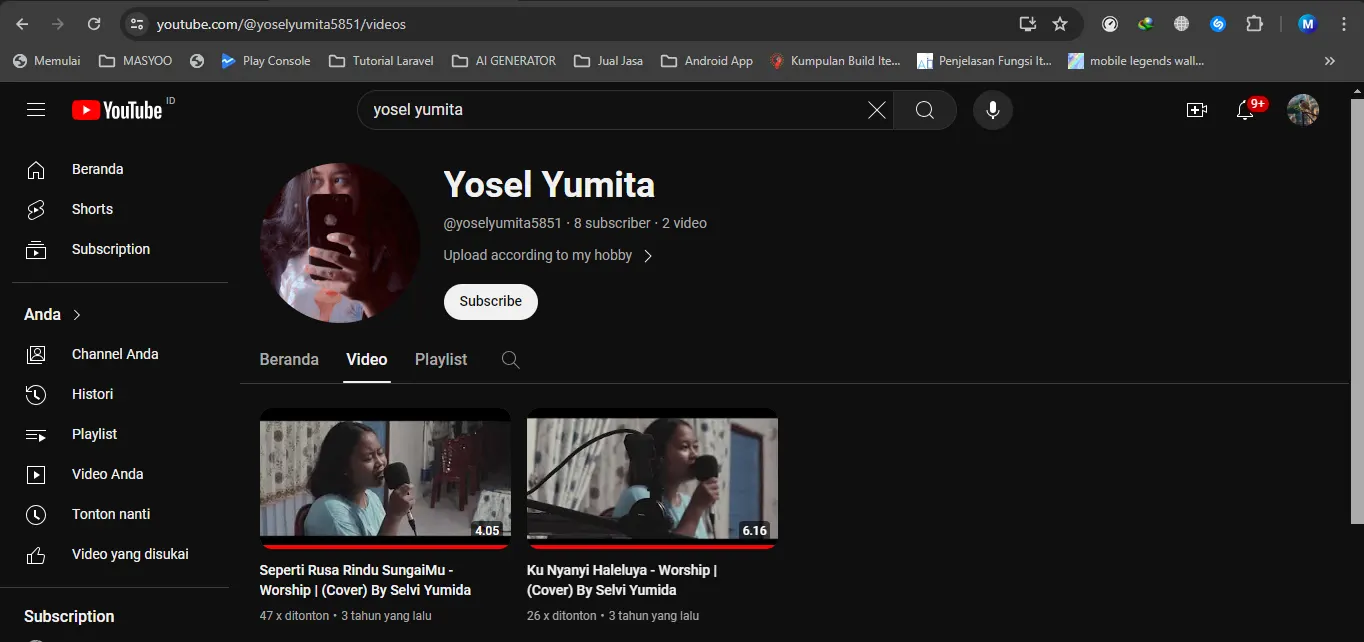 youtube.com/@yoselyumita5851/videos
M
Memulai
MASYOO
Play Console
Tutorial Laravel
AI GENERATOR
Jual Jasa
Android App
Kumpulan Build Ite...
Penjelasan Fungsi It...
mobile legends wall...
YouTube ID
yosel yumita
9+
Beranda
Shorts
Subscription
Anda
Channel Anda
Histori
Playlist
Video Anda
Tonton nanti
Video yang disukai
Subscription
Yosel Yumita
@yoselyumita5851 · 8 subscriber · 2 video
Upload according to my hobby
Subscribe
Beranda Video Playlist
4.05
Seperti Rusa Rindu SungaiMu -
Worship | (Cover) By Selvi Yumida
47 x ditonton • 3 tahun yang lalu
6.16
Ku Nyanyi Haleluya - Worship |
(Cover) By Selvi Yumida
26 x ditonton • 3 tahun yang lalu